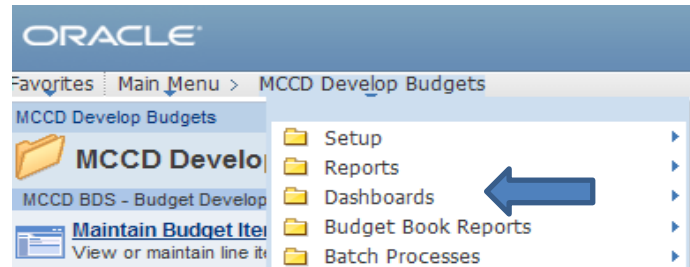 ORACLE
Favorites Main Menu > MCCD Develop Budgets
MCCD Develop Budgets
MCCD Develo
MCCD BDS - Budget Develop
Maintain Budget Ite
View or maintain line ite
Setup
Reports
Dashboards
Budget Book Reports
Batch Processes